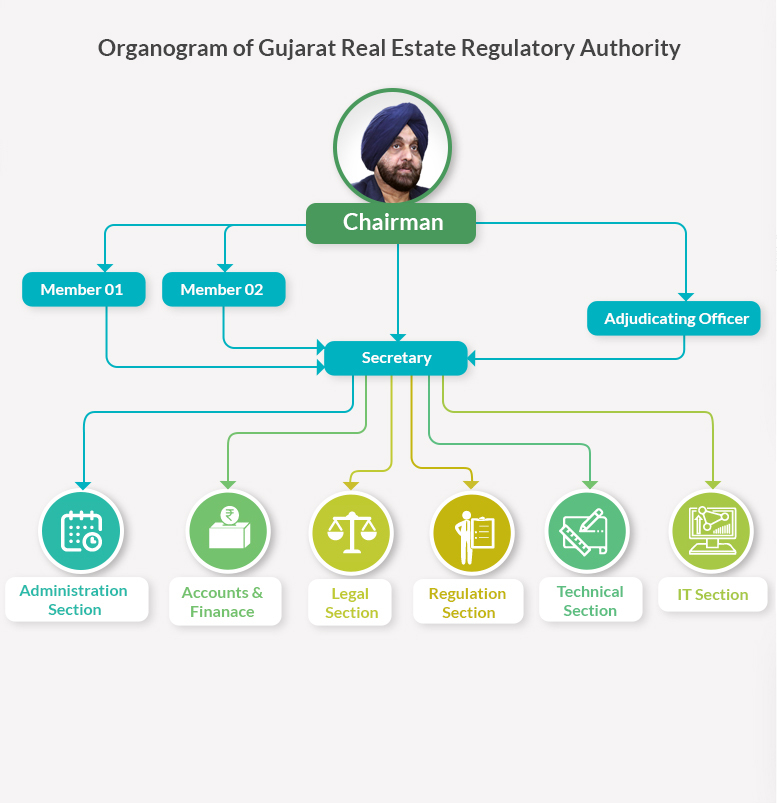 Organogram of Gujarat Real Estate Regulatory Authority
Chairman
Member 01
Member 02
Adjudicating Officer
Secretary
Administration
Section
Accounts &
Finanace
Legal
Section
Regulation
Section
Technical
Section
IT Section